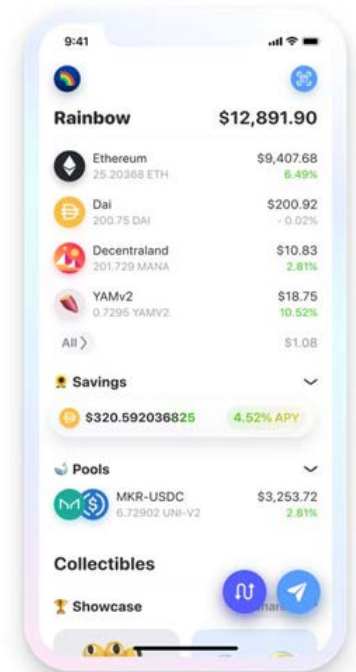 9:41
Rainbow $12,891.90
Ethereum $9,407.68
25.20368 ETH 6.49%
Dai $200.92
200.75 DAI - 0.02%
Decentraland $10.83
201.729 MANA 2.81%
YAMv2 $18.75
0.7295 YAMV2 10.52%
All $1.08
Savings
$320.592036825 4.52% APY
Pools
MKR-USDC $3,253.72
6.72902 UNI-V2 2.81%
Collectibles
Showcase